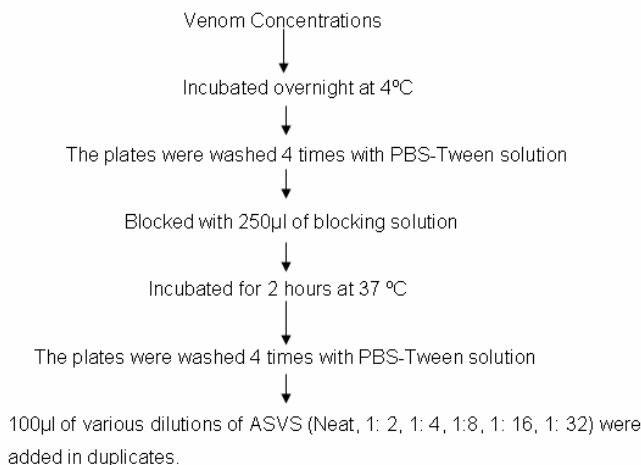 Venom Concentrations
Incubated overnight at 4ºC
The plates were washed 4 times with PBS-Tween solution
Blocked with 250µl of blocking solution
Incubated for 2 hours at 37 ºC
The plates were washed 4 times with PBS-Tween solution
100µl of various dilutions of ASVS (Neat, 1: 2, 1: 4, 1:8, 1: 16, 1: 32) were
added in duplicates.